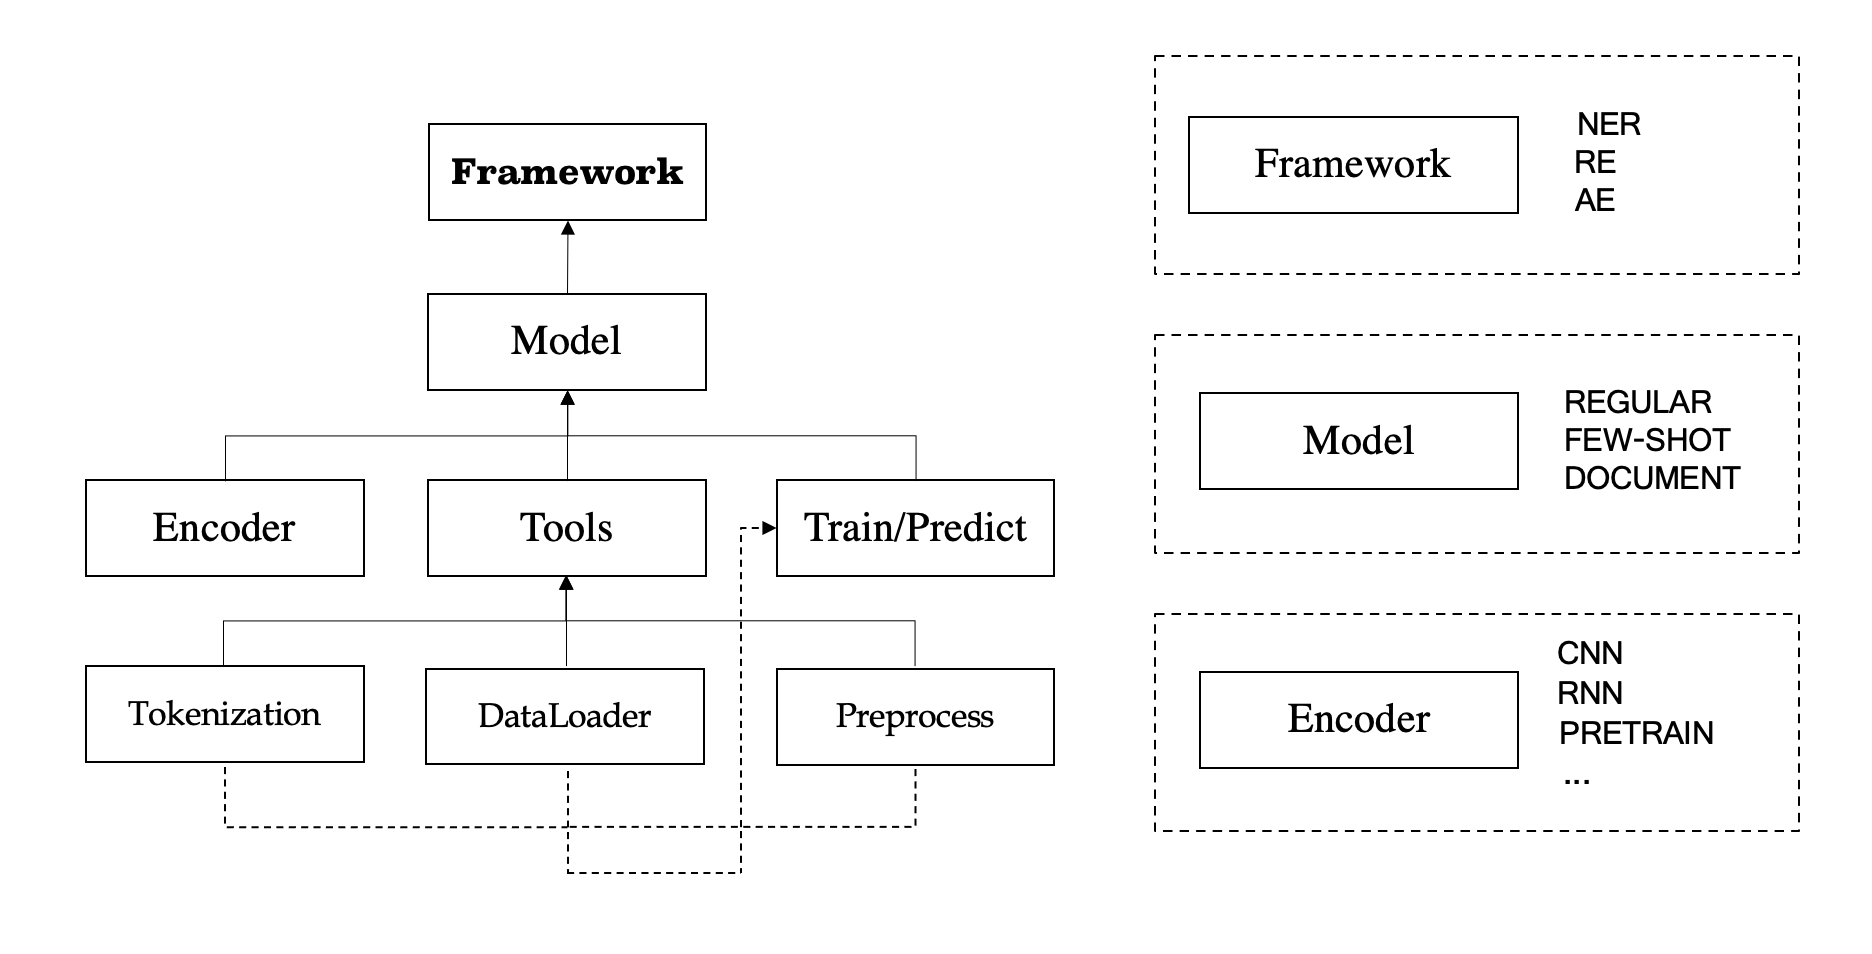 Framework
Model
Encoder
Tools
Train/Predict
Tokenization
DataLoader
Preprocess
Framework
NER
RE
AE
Model
REGULAR
FEW-SHOT
DOCUMENT
Encoder
CNN
RNN
PRETRAIN
...